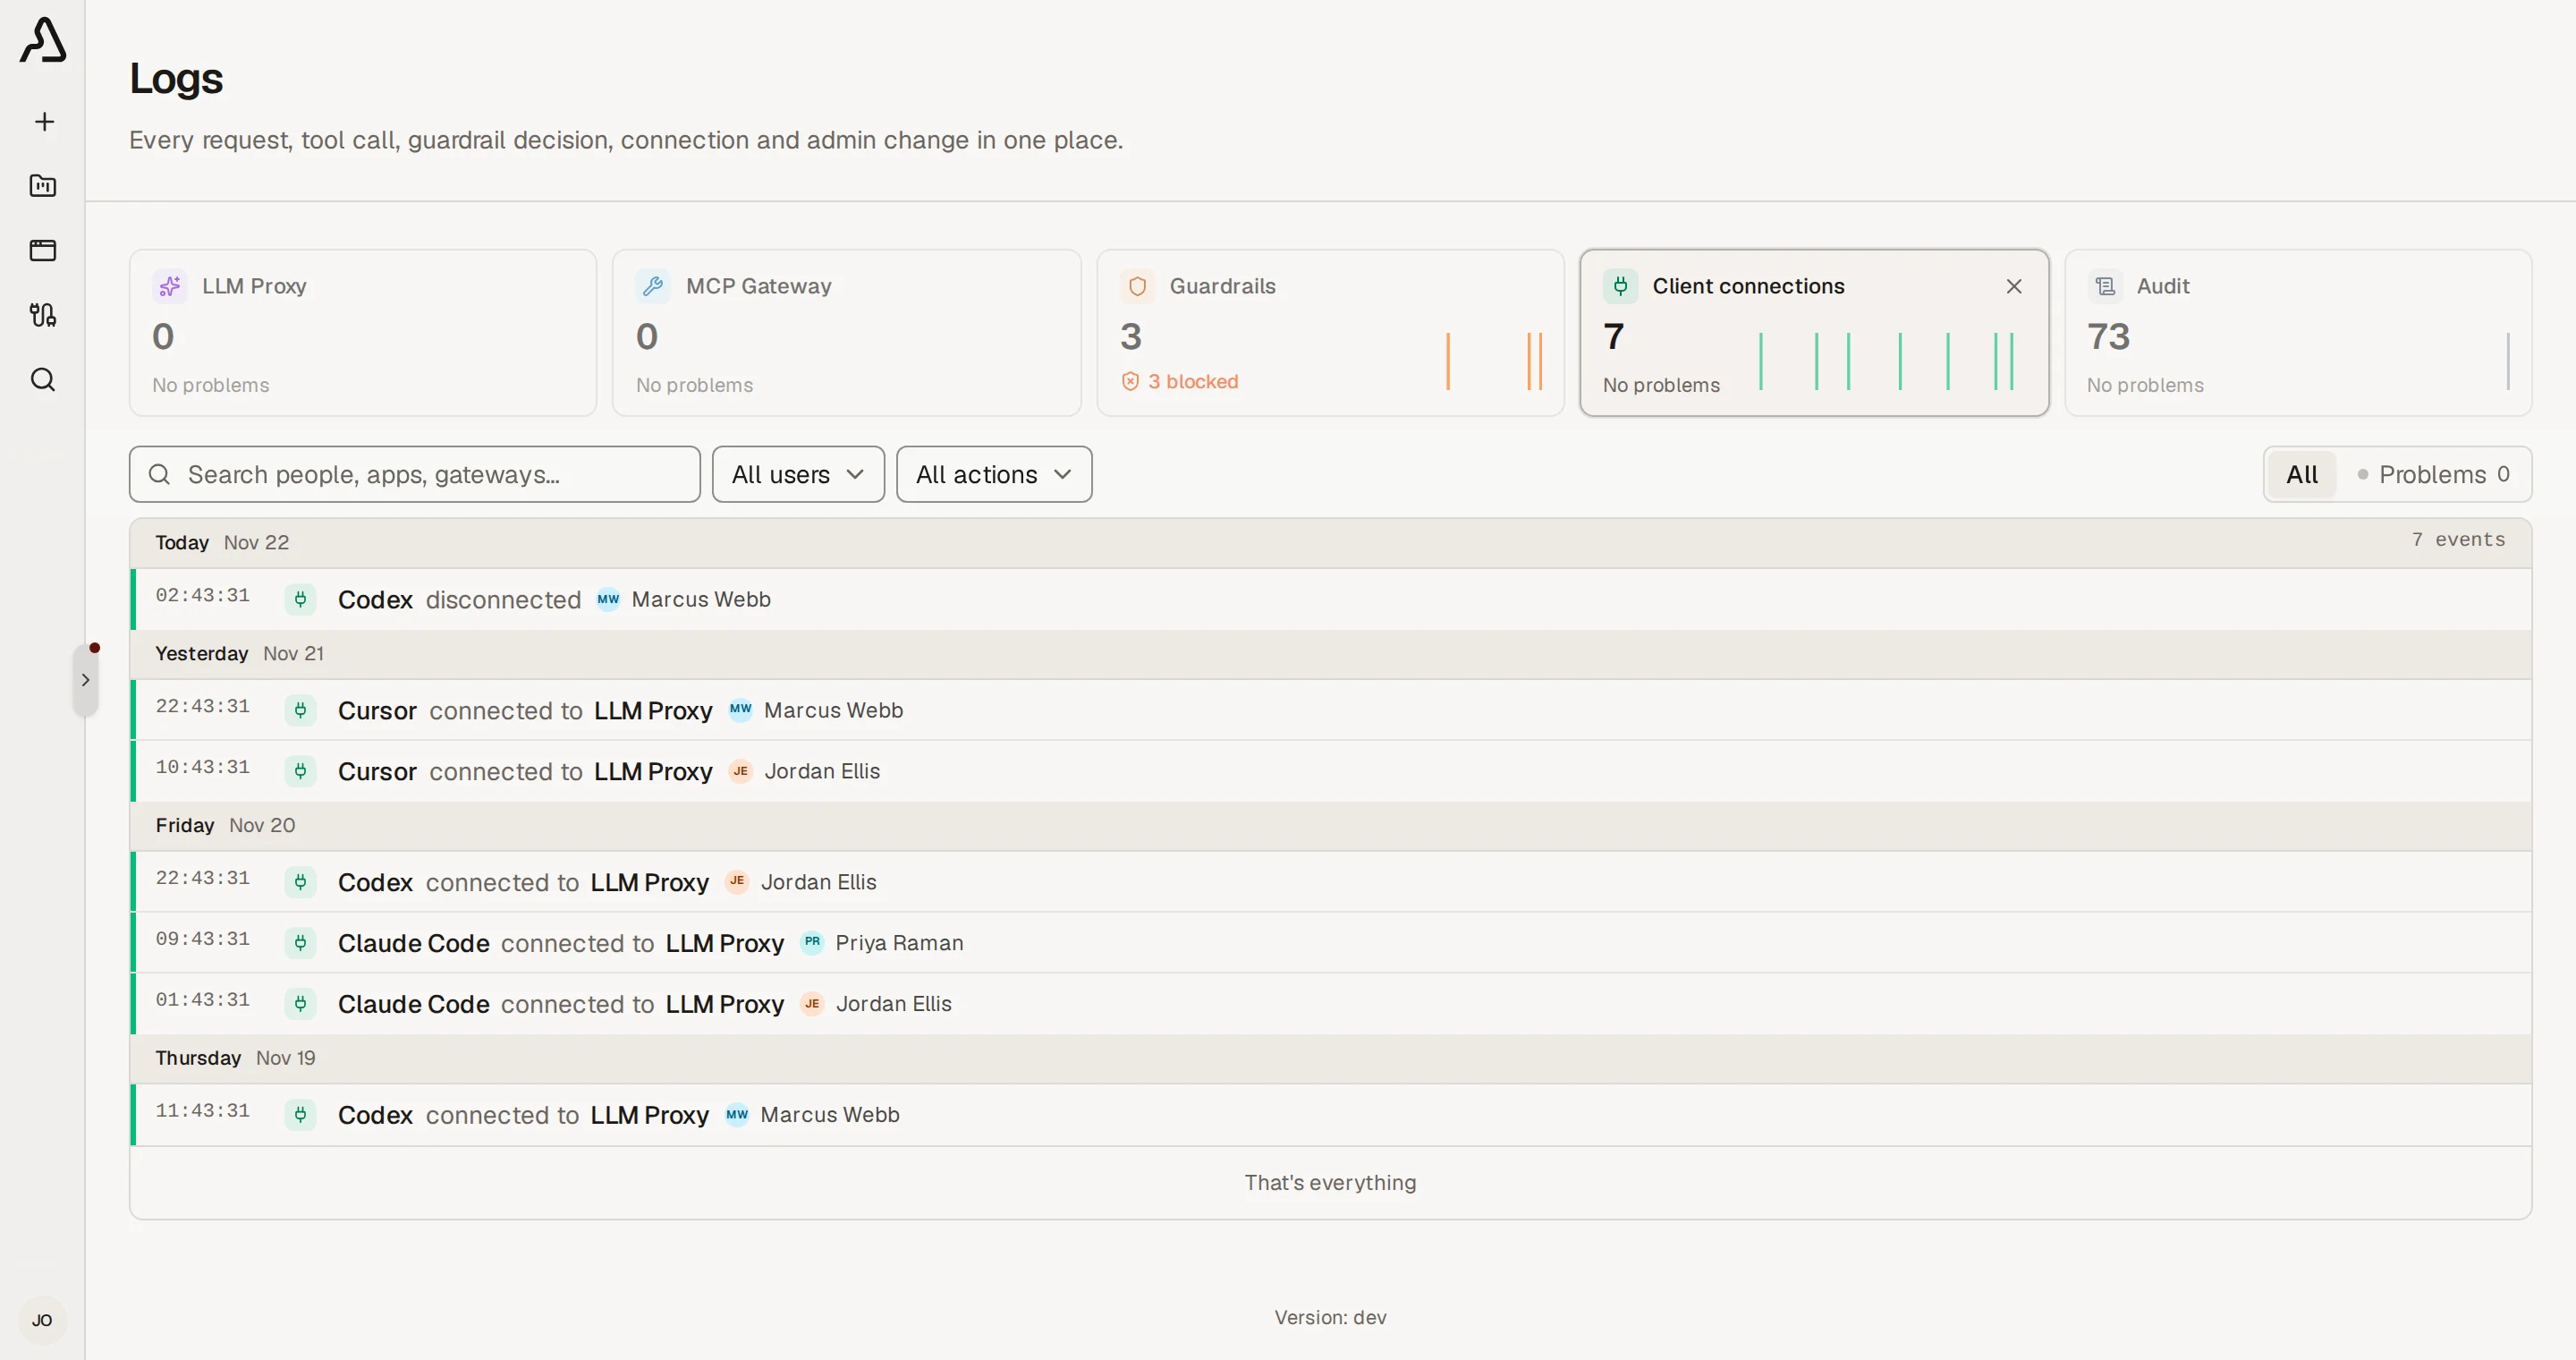 Logs
Every request, tool call, guardrail decision, connection and admin change in one place.
LLM Proxy
0
No problems
MCP Gateway
0
No problems
Guardrails
3
3 blocked
Client connections
7
No problems
Audit
73
No problems
Search people, apps, gateways...
All users
All actions
All
Problems 0
Today Nov 22
7 events
02:43:31 Codex disconnected MW Marcus Webb
Yesterday Nov 21
22:43:31 Cursor connected to LLM Proxy MW Marcus Webb
10:43:31 Cursor connected to LLM Proxy JE Jordan Ellis
Friday Nov 20
22:43:31 Codex connected to LLM Proxy JE Jordan Ellis
09:43:31 Claude Code connected to LLM Proxy PR Priya Raman
01:43:31 Claude Code connected to LLM Proxy JE Jordan Ellis
Thursday Nov 19
11:43:31 Codex connected to LLM Proxy MW Marcus Webb
That's everything
JO
Version: dev